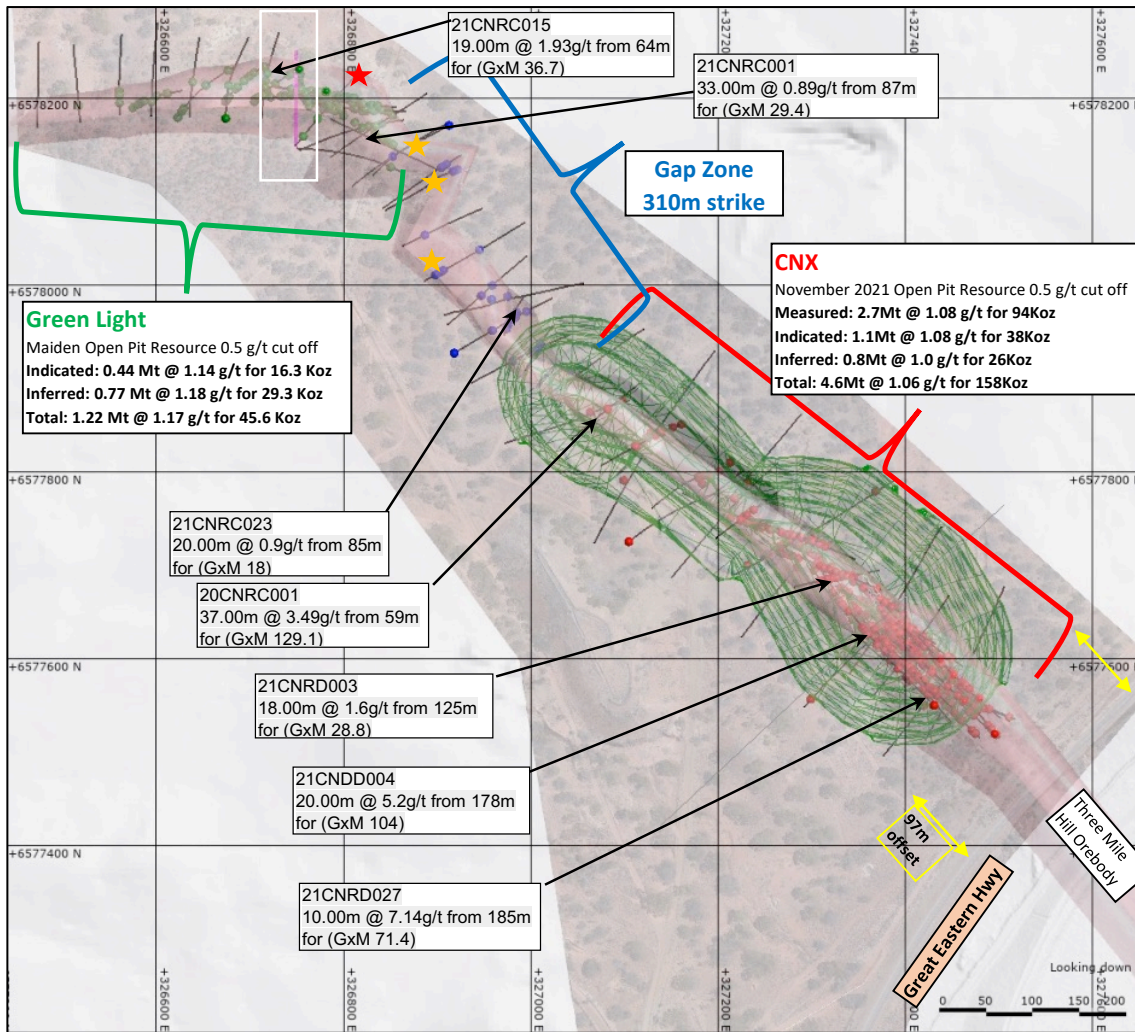 +326600 E
+326800 E
+327200 E
+327400 E
+327600 E
21CNRC015
19.00m @ 1.93g/t from 64m
for (GxM 36.7)
21CNRC001
33.00m @ 0.89g/t from 87m
for (GxM 29.4)
+6578200 N
+6578200 N
Gap Zone
310m strike
CNX
November 2021 Open Pit Resource 0.5 g/t cut off
Measured: 2.7Mt @ 1.08 g/t for 94Koz
Indicated: 1.1Mt @ 1.08 g/t for 38Koz
Inferred: 0.8Mt @ 1.0 g/t for 26Koz
Total: 4.6Mt @ 1.06 g/t for 158Koz
+6578000 N
Green Light
Maiden Open Pit Resource 0.5 g/t cut off
Indicated: 0.44 Mt @ 1.14 g/t for 16.3 Koz
Inferred: 0.77 Mt @ 1.18 g/t for 29.3 Koz
Total: 1.22 Mt @ 1.17 g/t for 45.6 Koz
+6577800 N
+6577800 N
21CNRC023
20.00m @ 0.9g/t from 85m
for (GxM 18)
20CNRC001
37.00m @ 3.49g/t from 59m
for (GxM 129.1)
+6577600 N
+6577600 N
21CNRD003
18.00m @ 1.6g/t from 125m
for (GxM 28.8)
21CNDD004
20.00m @ 5.2g/t from 178m
for (GxM 104)
97m
offset
Three Mile
Hill Orebody
+6577400 N
21CNRD027
10.00m @ 7.14g/t from 185m
for (GxM 71.4)
Great Eastern Hwy
Looking down
0 50 100 150 200
+326600 E
+326800 E
+327000 E
+327200 E
+327400 E